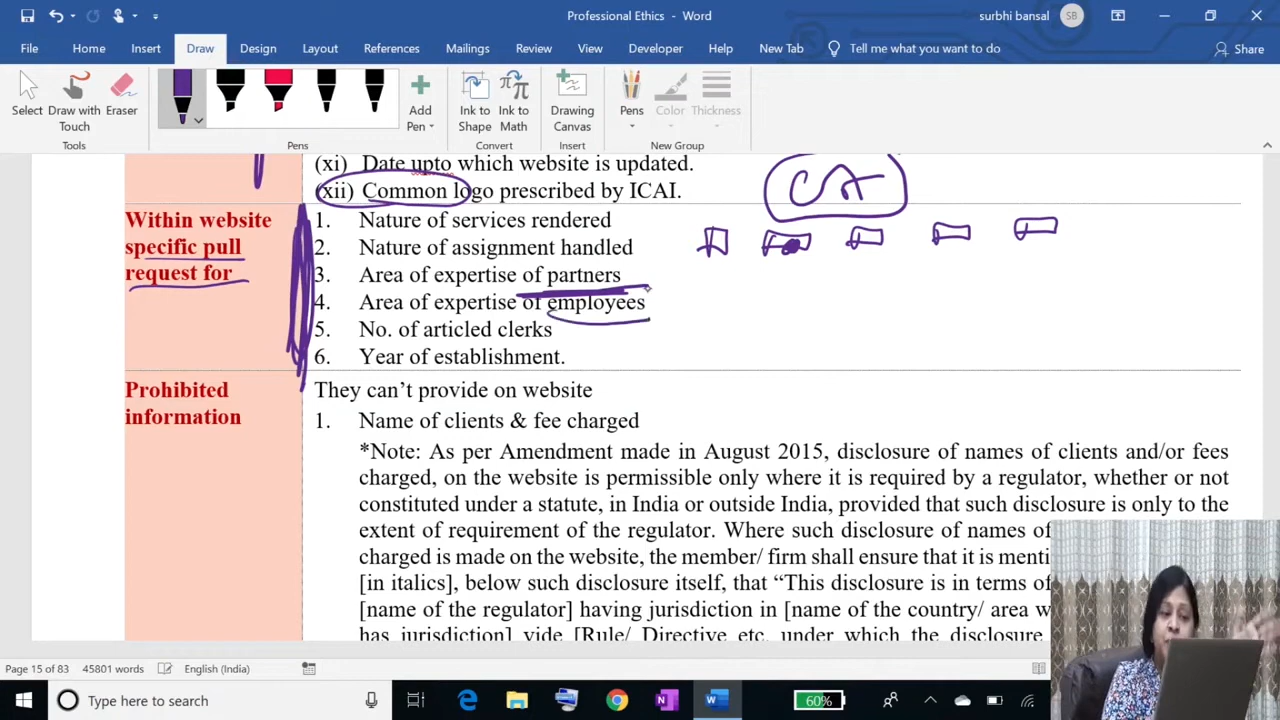 Professional Ethics - Word
surbhi bansal
SB
File Home Insert Draw Design Layout References Mailings Review View Developer Help New Tab Tell me what you want to do Share
Select Draw with Touch Eraser
Add Pen
Ink to Shape Ink to Math
Drawing Canvas
Pens Color Thickness
Tools Pens Convert Insert New Group
(xi) Date upto which website is updated.
(xii) Common logo prescribed by ICAI.
CA
Within website
specific pull
request for
1. Nature of services rendered
2. Nature of assignment handled
3. Area of expertise of partners
4. Area of expertise of employees
5. No. of articled clerks
6. Year of establishment.
Prohibited
information
They can't provide on website
1. Name of clients & fee charged
*Note: As per Amendment made in August 2015, disclosure of names of clients and/or fees
charged, on the website is permissible only where it is required by a regulator, whether or not
constituted under a statute, in India or outside India, provided that such disclosure is only to the
extent of requirement of the regulator. Where such disclosure of names of
charged is made on the website, the member/ firm shall ensure that it is menti
[in italics], below such disclosure itself, that “This disclosure is in terms of
[name of the regulator] having jurisdiction in [name of the country/ area w
has jurisdiction] vide [Rule/ Directive etc. under which the disclosure
Page 15 of 83 45801 words English (India)
Type here to search
60%